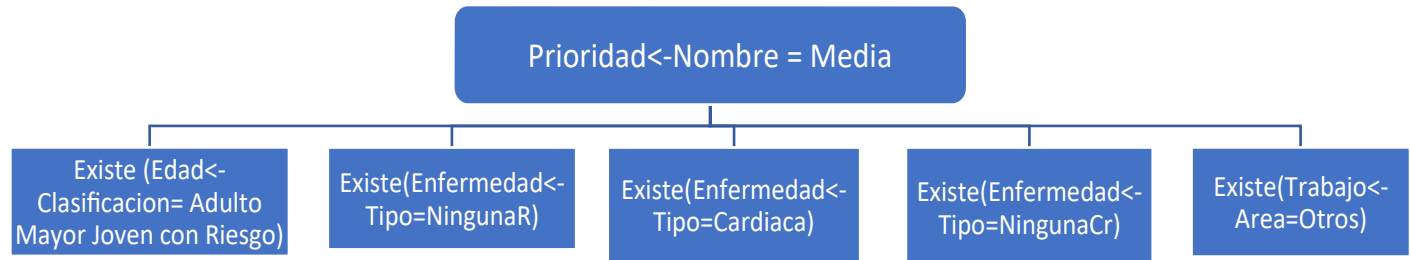 Prioridad<-Nombre = Media
Existe (Edad<-
Clasificacion= Adulto
Mayor Joven con Riesgo)
Existe(Enfermedad<-
Tipo=NingunaR)
Existe(Enfermedad<-
Tipo=Cardiaca)
Existe(Enfermedad<-
Tipo=NingunaCr)
Existe(Trabajo<-
Area=Otros)